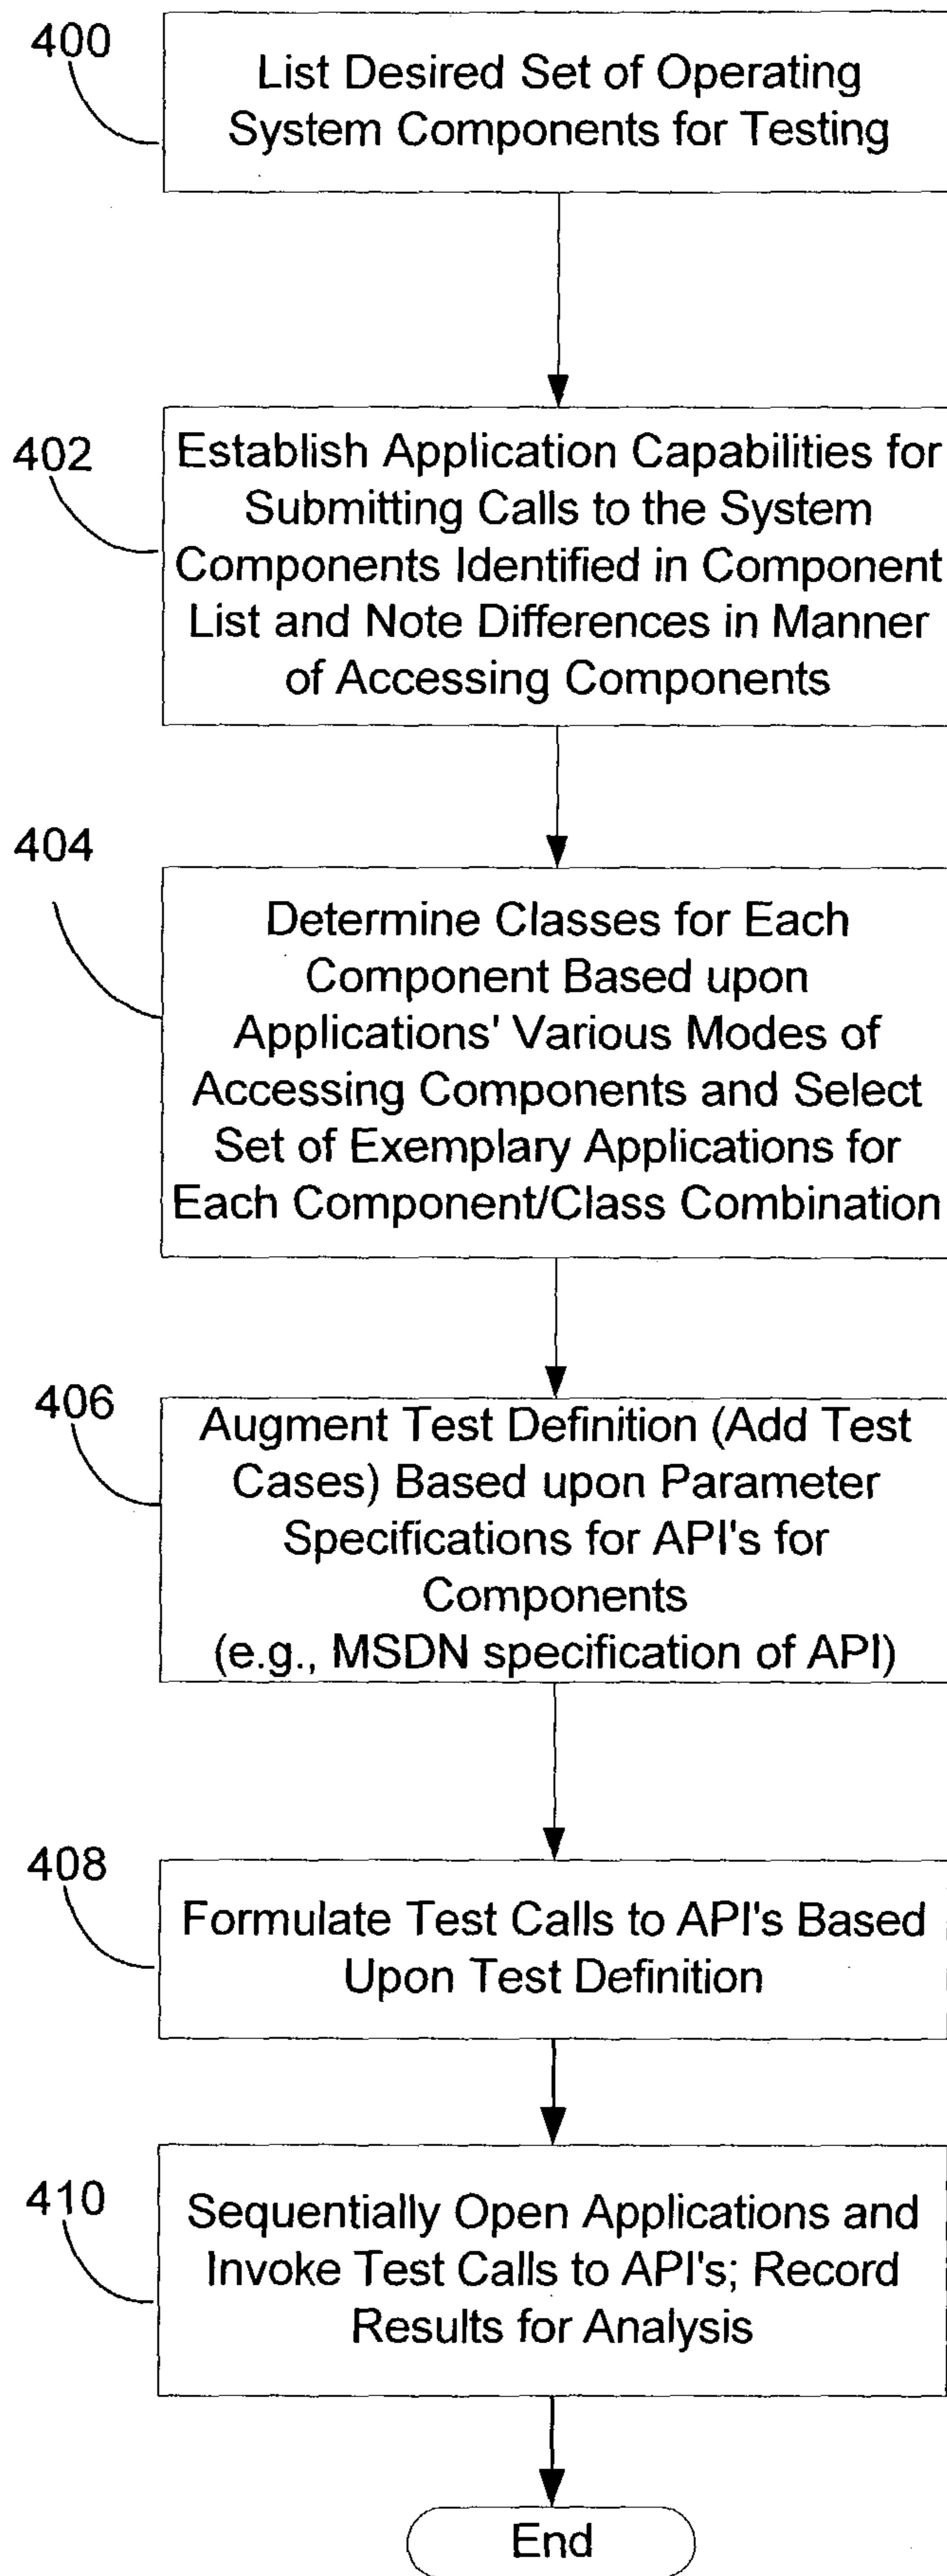 400
List Desired Set of Operating
System Components for Testing
402
Establish Application Capabilities for
Submitting Calls to the System
Components Identified in Component
List and Note Differences in Manner
of Accessing Components
404
Determine Classes for Each
Component Based upon
Applications' Various Modes of
Accessing Components and Select
Set of Exemplary Applications for
Each Component/Class Combination
406
Augment Test Definition (Add Test
Cases) Based upon Parameter
Specifications for API's for
Components
(e.g., MSDN specification of API)
408
Formulate Test Calls to API's Based
Upon Test Definition
410
Sequentially Open Applications and
Invoke Test Calls to API's; Record
Results for Analysis
End